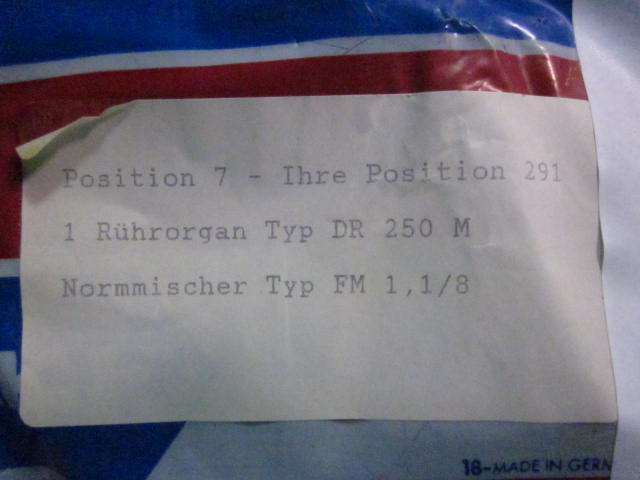 Position 7 - Ihre Position 291
1 Rührorgan Typ DR 250 M
Normmischer Typ FM 1,1/8
18-MADE IN GERM